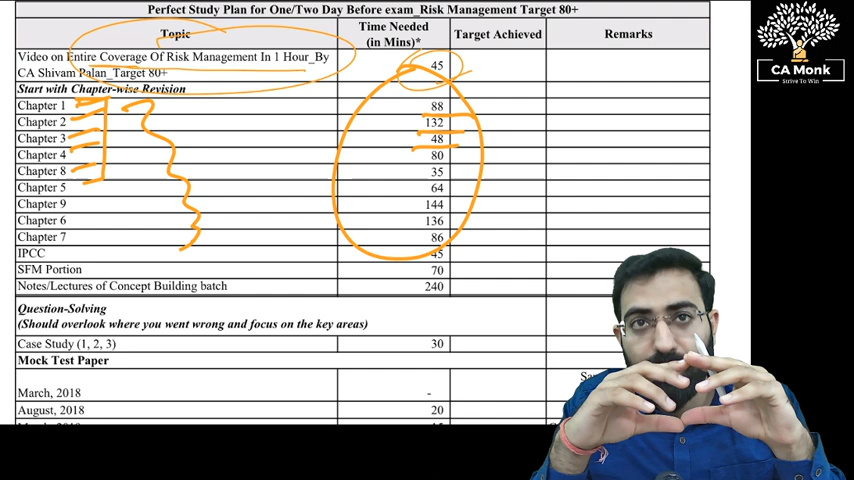 Perfect Study Plan for One/Two Day Before exam_Risk Management Target 80+
Topic
Time Needed
(in Mins)*
Target Achieved
Remarks
Video on Entire Coverage Of Risk Management In 1 Hour_By
CA Shivam Palan_Target 80+
45
Start with Chapter-wise Revision
Chapter 1 88
Chapter 2 132
Chapter 3 48
Chapter 4 80
Chapter 8 35
Chapter 5 64
Chapter 9 144
Chapter 6 136
Chapter 7 86
IPCC 45
SFM Portion 70
Notes/Lectures of Concept Building batch 240
Question-Solving
(Should overlook where you went wrong and focus on the key areas)
Case Study (1, 2, 3) 30
Mock Test Paper
March, 2018 -
August, 2018 20
CA Monk
Strive To Win